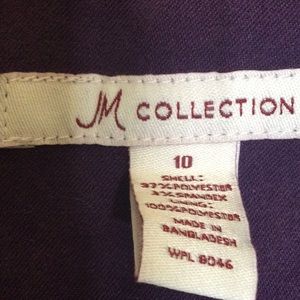 JM COLLECTION
10
SHELL:
97%POLYESTER
3%SPANDEX
LINING:
100%POLYESTER
MADE IN
BANGLADESH
WPL 8046